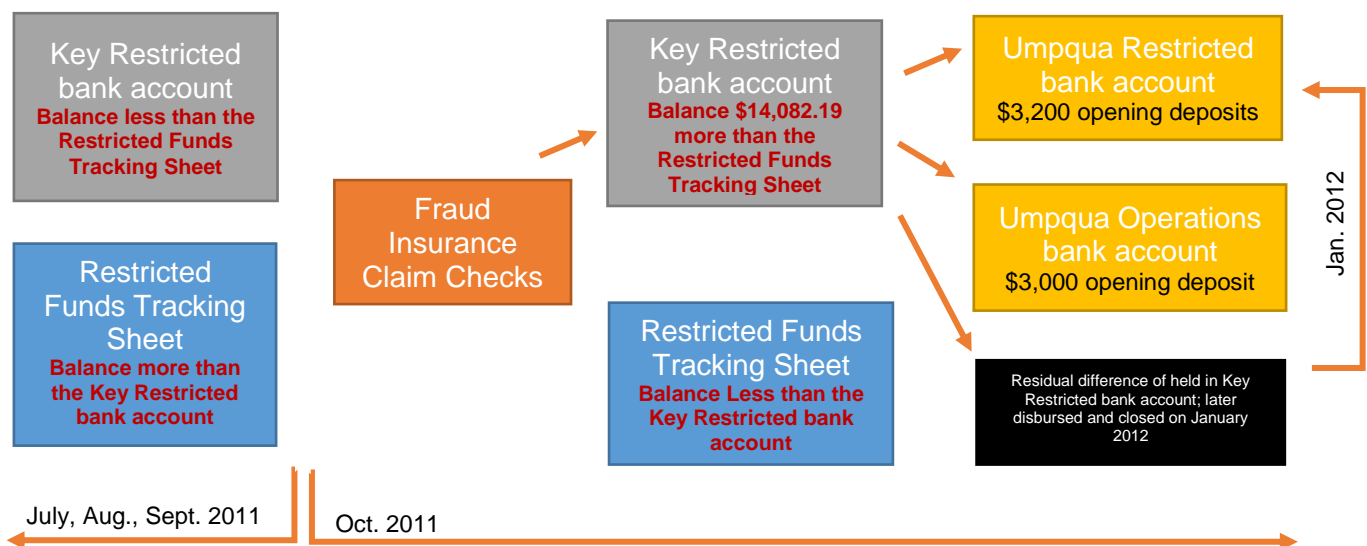 Key Restricted
bank account
Balance less than the
Restricted Funds
Tracking Sheet
Restricted
Funds Tracking
Sheet
Balance more than
the Key Restricted
bank account
July, Aug., Sept. 2011
Fraud
Insurance
Claim Checks
Key Restricted
bank account
Balance $14,082.19
more than the
Restricted Funds
Tracking Sheet
Restricted Funds
Tracking Sheet
Balance Less than the
Key Restricted bank
account
Umpqua Restricted
bank account
$3,200 opening deposits
Umpqua Operations
bank account
$3,000 opening deposit
Residual difference of held in Key
Restricted bank account; later
disbursed and closed on January
2012
Jan. 2012
Oct. 2011